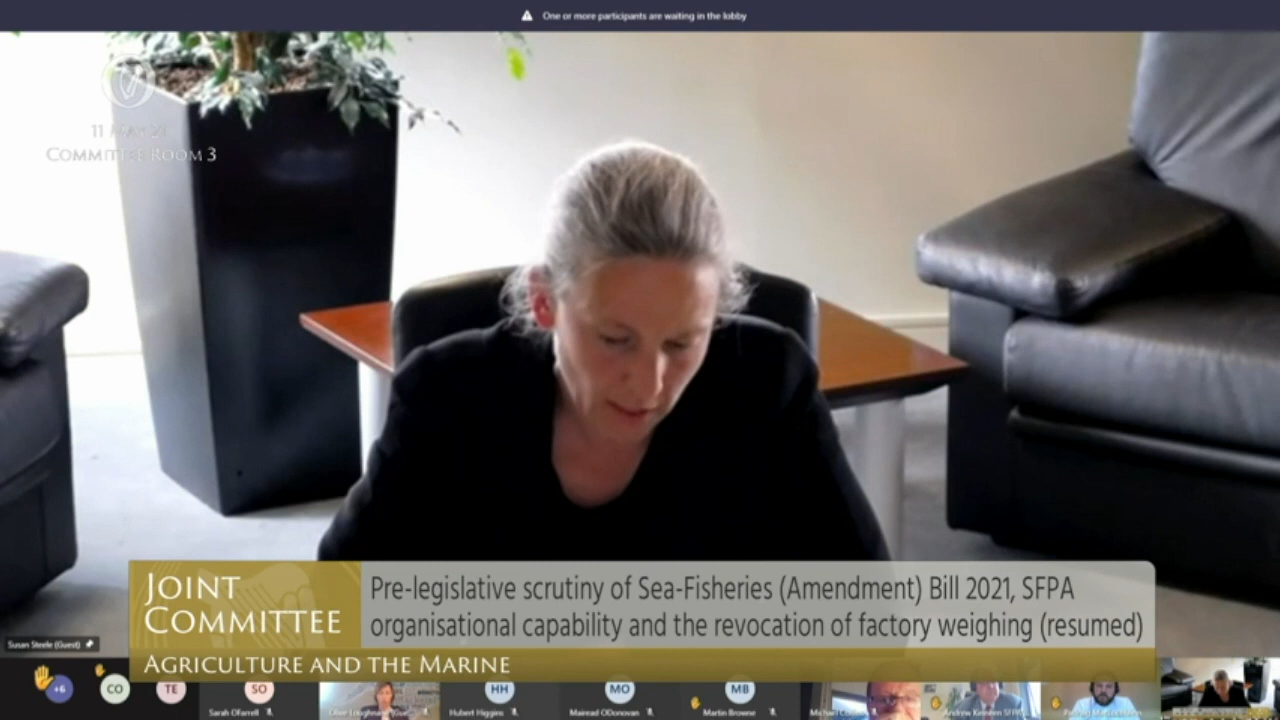 One or more participants are waiting in the lobby
11 MAY 21
COMMITTEE ROOM 3
JOINT
COMMITTEE
Pre-legislative scrutiny of Sea-Fisheries (Amendment) Bill 2021, SFPA
organisational capability and the revocation of factory weighing (resumed)
Susan Steele (Guest)
AGRICULTURE AND THE MARINE
+6
CO
TE
SO
HH
MO
MB
Sarah OFarrell
Hubert Higgins
Mairead ODonovan
Martin Browne